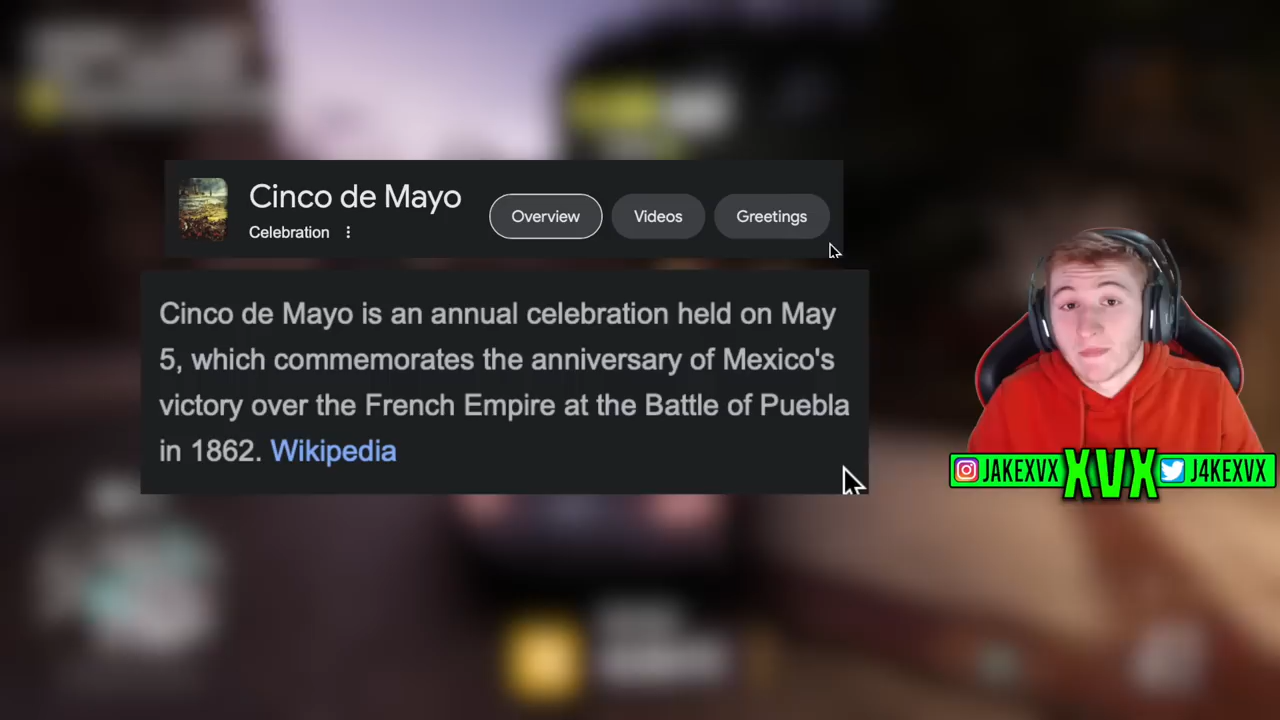 Cinco de Mayo
Celebration
Overview
Videos
Greetings
Cinco de Mayo is an annual celebration held on May
5, which commemorates the anniversary of Mexico's
victory over the French Empire at the Battle of Puebla
in 1862. Wikipedia
JAKEXVX XVX J4KEXVX